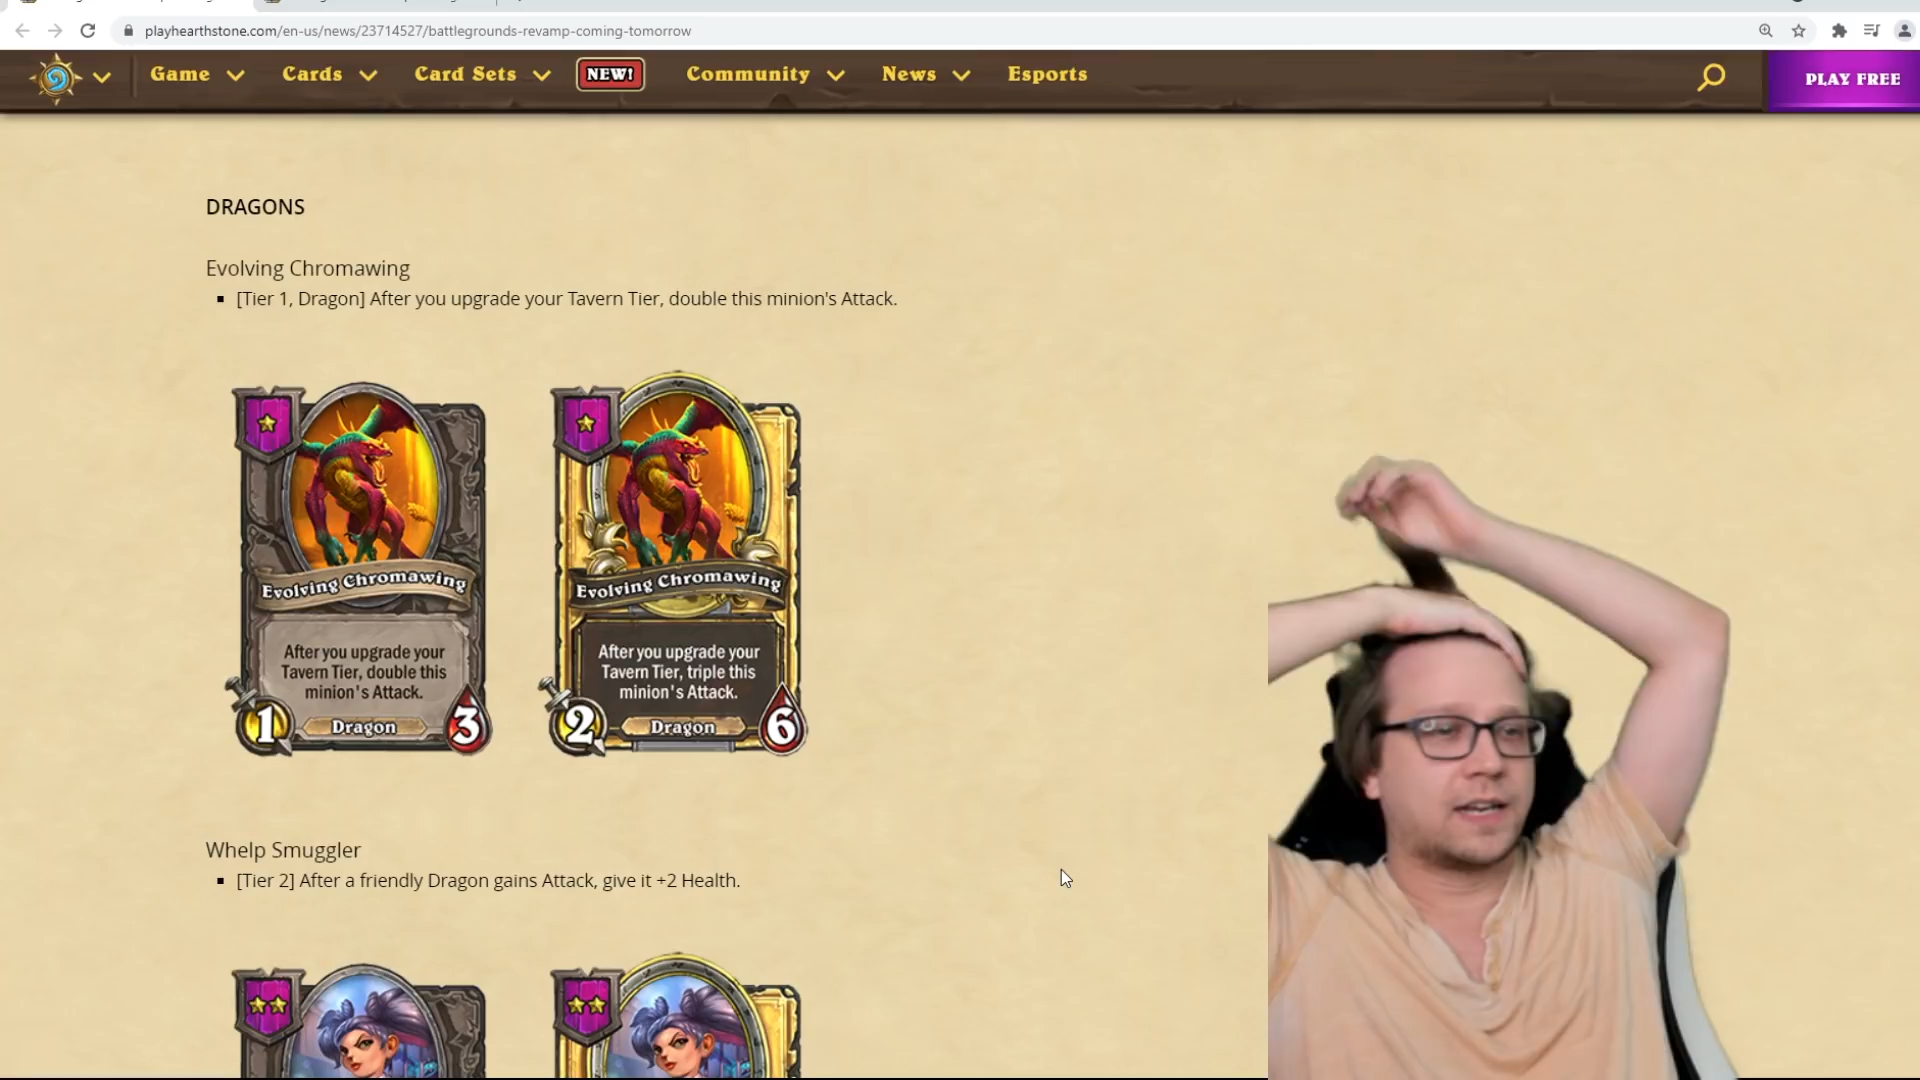 playhearthstone.com/en-us/news/23714527/battlegrounds-revamp-coming-tomorrow
Game Cards Card Sets NEW! Community News Esports PLAY FREE
DRAGONS
Evolving Chromawing
▪ [Tier 1, Dragon] After you upgrade your Tavern Tier, double this minion's Attack.
Evolving Chromawing
After you upgrade your
Tavern Tier, double this
minion's Attack.
1 Dragon 3
Evolving Chromawing
After you upgrade your
Tavern Tier, triple this
minion's Attack.
2 Dragon 6
Whelp Smuggler
▪ [Tier 2] After a friendly Dragon gains Attack, give it +2 Health.